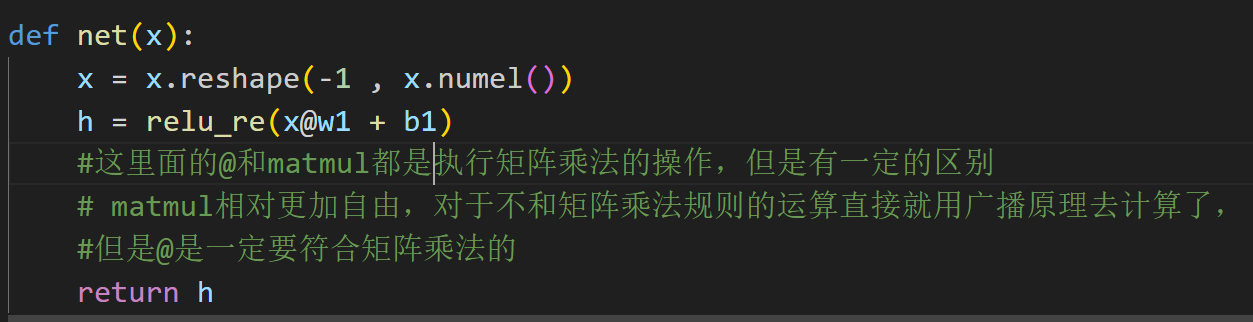 def net(x):
    x = x.reshape(-1 , x.numel())
    h = relu_re(x@w1 + b1)
    #这里面的@和matmul都是执行矩阵乘法的操作，但是有一定的区别
    # matmul相对更加自由，对于不和矩阵乘法规则的运算直接就用广播原理去计算了，
    #但是@是一定要符合矩阵乘法的
    return h